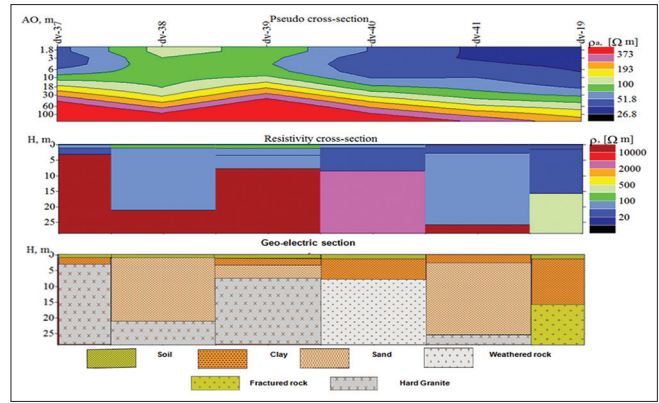 Pseudo cross-section
AO, m.
dv-37
dv-38
dv-39
dv-40
dv-41
dv-19
ρa. [Ω m]
1.8
3
6
10
18
30
60
100
373
193
100
51.8
26.8
Resistivity cross-section
H, m.
ρ. [Ω m]
0
5
10
15
20
25
10000
2000
500
100
20
Geo-electric section
H, m.
0
5
10
15
20
25
Soil
Clay
Sand
Weathered rock
Fractured rock
Hard Granite